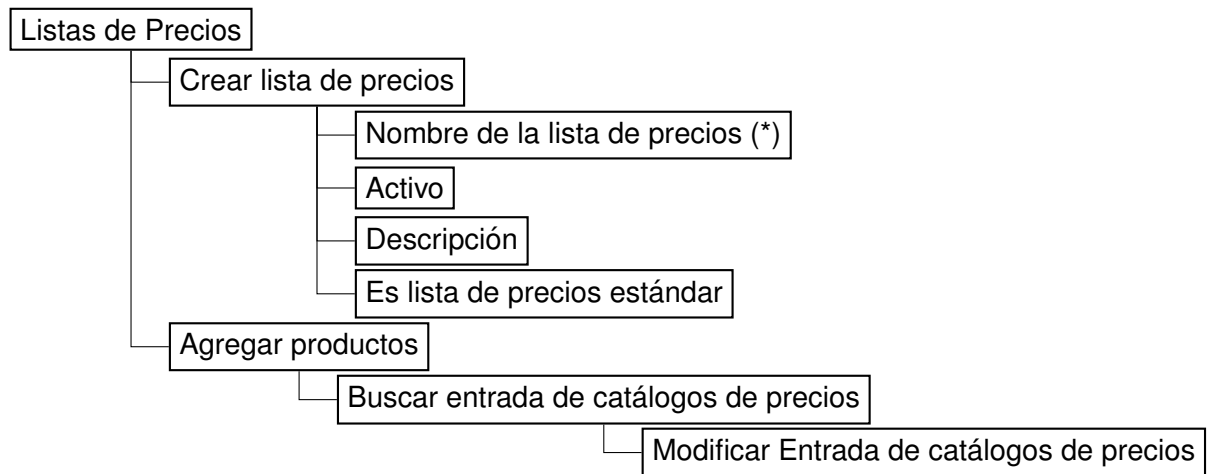 Listas de Precios
Crear lista de precios
Nombre de la lista de precios (*)
Activo
Descripción
Es lista de precios estándar
Agregar productos
Buscar entrada de catálogos de precios
Modificar Entrada de catálogos de precios